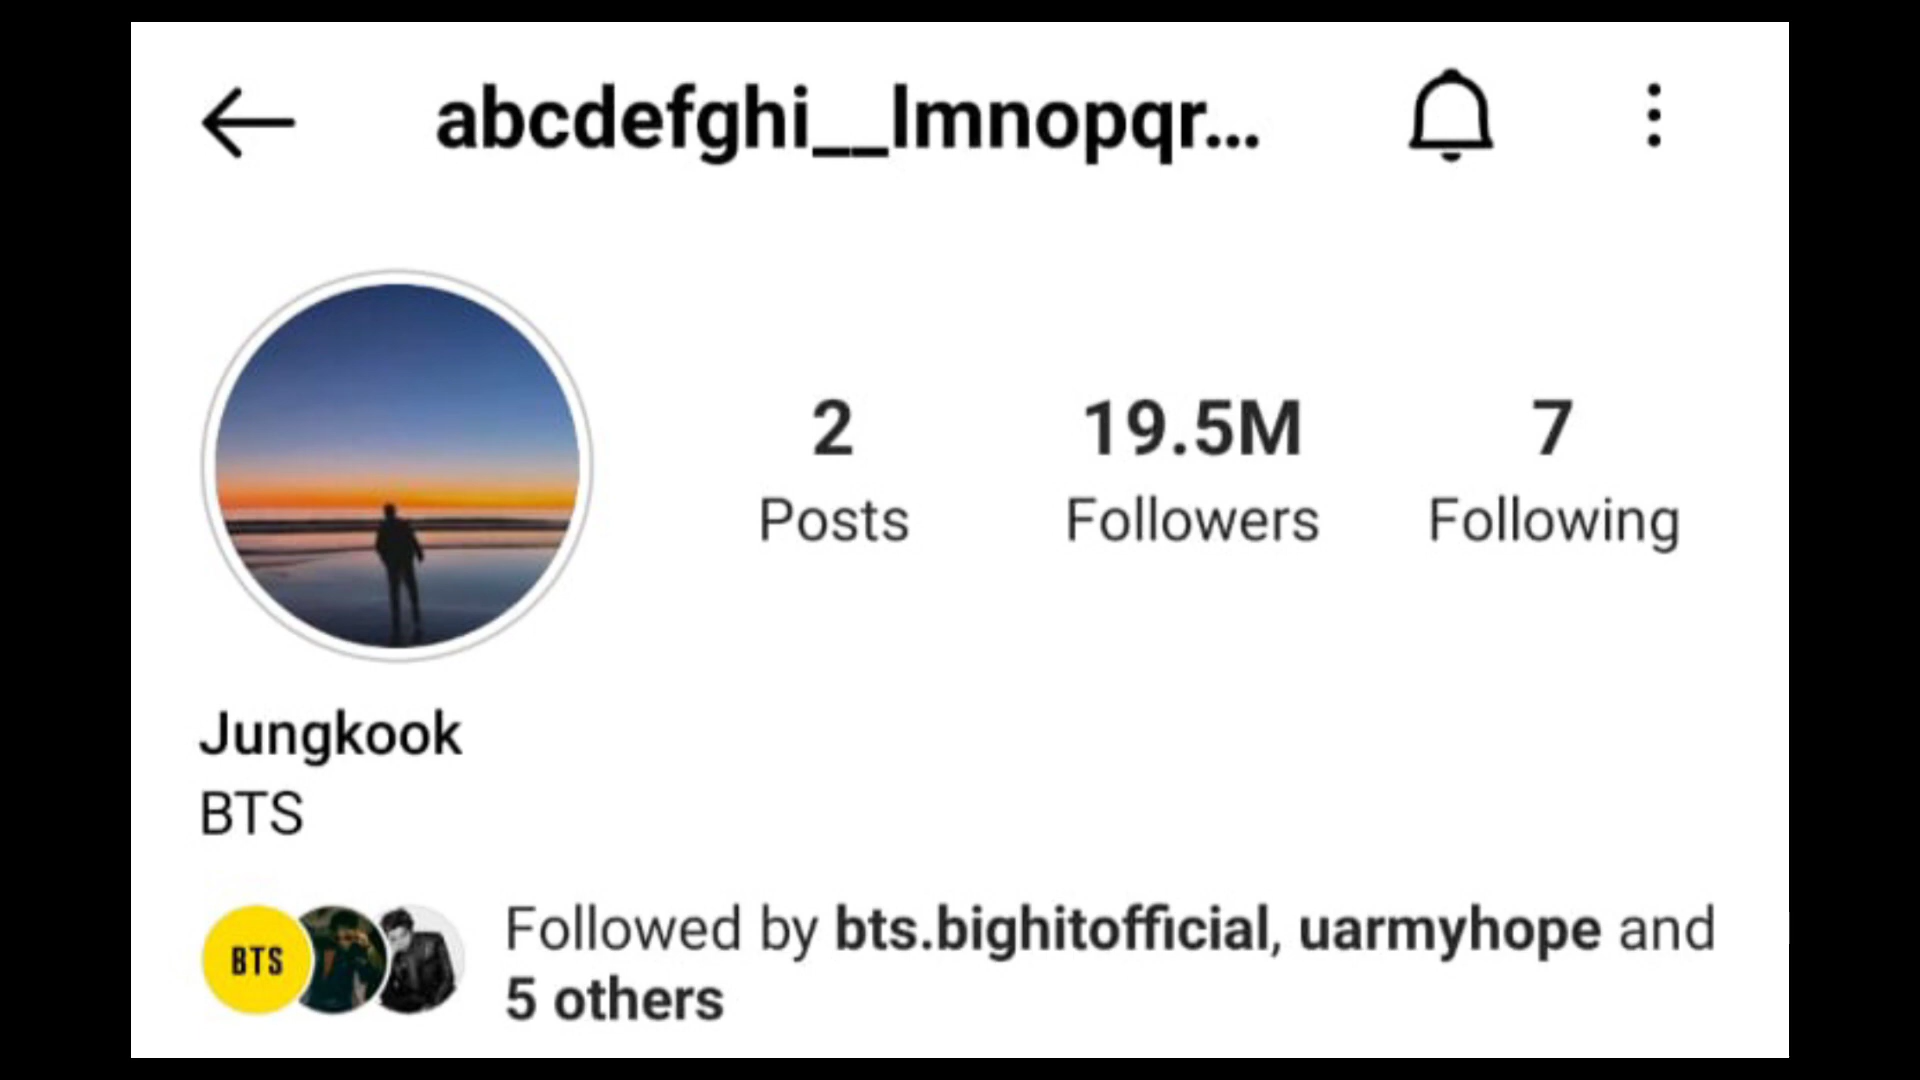 abcdefghi__lmnopqr...
2
Posts
19.5M
Followers
7
Following
Jungkook
BTS
BTS
Followed by bts.bighitofficial, uarmyhope and
5 others